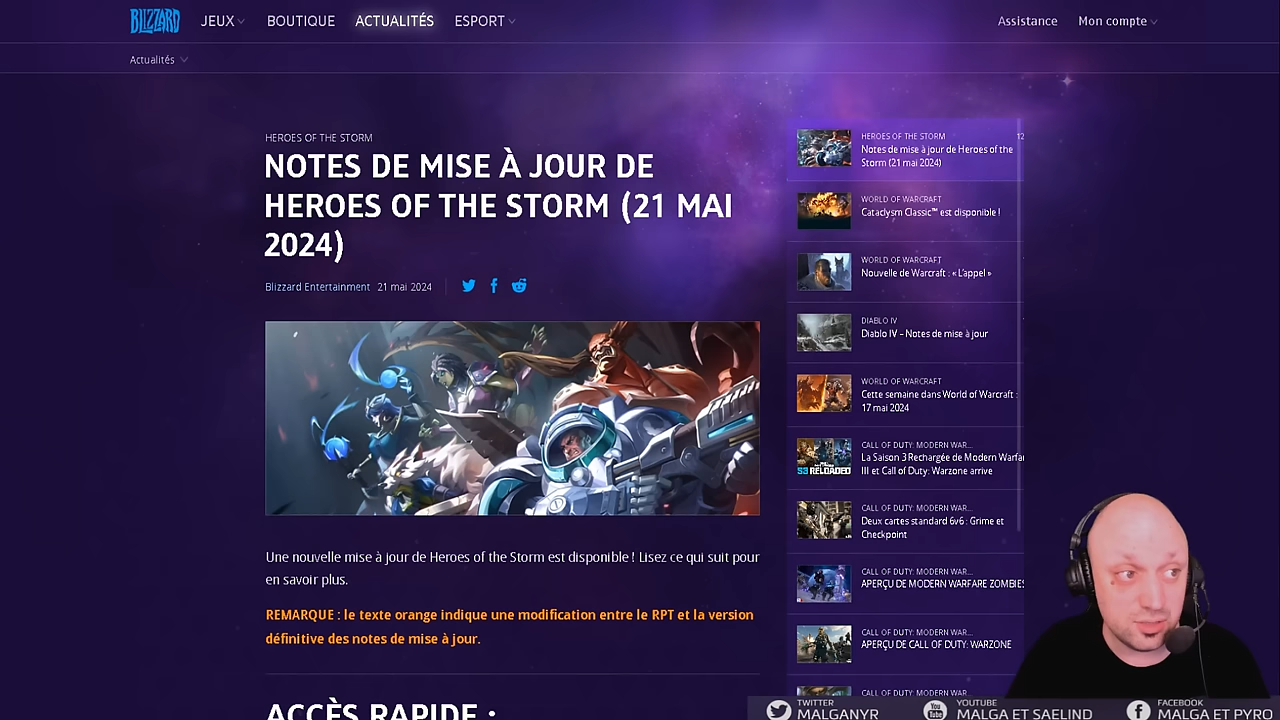 BLIZZARD
JEUX
BOUTIQUE
ACTUALITÉS
ESPORT
Assistance
Mon compte
Actualités
HEROES OF THE STORM
NOTES DE MISE À JOUR DE
HEROES OF THE STORM (21 MAI
2024)
Blizzard Entertainment 21 mai 2024
Une nouvelle mise à jour de Heroes of the Storm est disponible ! Lisez ce qui suit pour
en savoir plus.
REMARQUE : le texte orange indique une modification entre le RPT et la version
définitive des notes de mise à jour.
ACCÈS RAPIDE :
HEROES OF THE STORM
12
Notes de mise à jour de Heroes of the
Storm (21 mai 2024)
WORLD OF WARCRAFT
Cataclysm Classic™ est disponible !
WORLD OF WARCRAFT
Nouvelle de Warcraft : « L'appel »
DIABLO IV
Diablo IV – Notes de mise à jour
WORLD OF WARCRAFT
Cette semaine dans World of Warcraft :
17 mai 2024
CALL OF DUTY: MODERN WAR...
La Saison 3 Rechargée de Modern Warfar
III et Call of Duty: Warzone arrive
S3 RELOADED
CALL OF DUTY: MODERN WAR...
Deux cartes standard 6v6 : Grime et
Checkpoint
CALL OF DUTY: MODERN WAR...
APERÇU DE MODERN WARFARE ZOMBIES
CALL OF DUTY: MODERN WAR...
APERÇU DE CALL OF DUTY: WARZONE
CALL OF DUTY: MODERN WAR...
TWITTER
MALGANYR
You Tube
YOUTUBE
MALGA ET SAELIND
FACEBOOK
MALGA ET PYRO